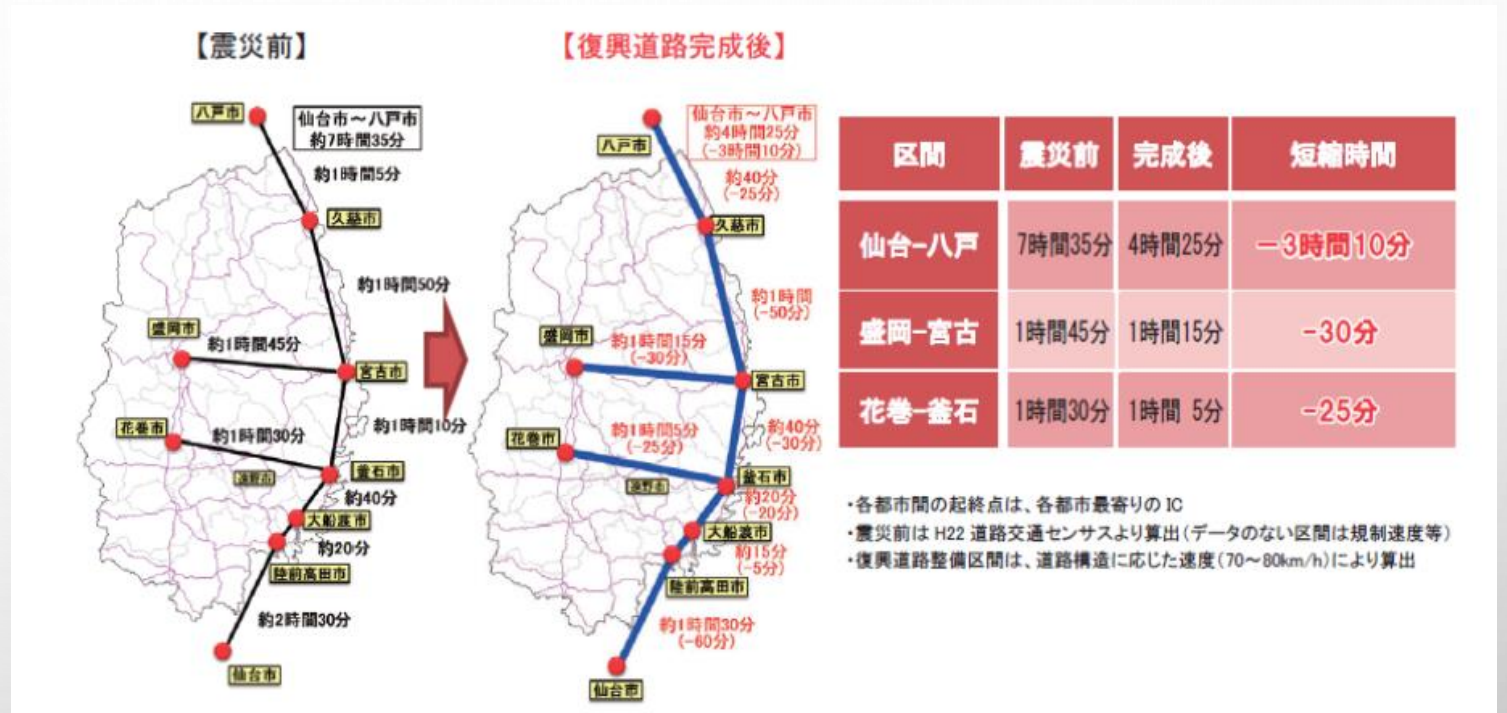 【震災前】
八戸市
仙台市～八戸市
約7時間35分
約1時間5分
久慈市
約1時間50分
盛岡市
約1時間45分
宮古市
約1時間10分
花巻市
約1時間30分
遠野市
釜石市
約40分
大船渡市
約20分
陸前高田市
約2時間30分
仙台市
【復興道路完成後】
仙台市～八戸市
約4時間25分
(-3時間10分)
八戸市
約40分
(-25分)
久慈市
約1時間
(-50分)
盛岡市
約1時間15分
(-30分)
宮古市
約40分
(-30分)
花巻市
約1時間5分
(-25分)
遠野市
釜石市
約20分
(-20分)
大船渡市
約15分
(-5分)
陸前高田市
約1時間30分
(-60分)
仙台市
区間 震災前 完成後 短縮時間
仙台-八戸 7時間35分 4時間25分 －3時間10分
盛岡-宮古 1時間45分 1時間15分 -30分
花巻-釜石 1時間30分 1時間 5分 -25分
・各都市間の起終点は、各都市最寄りの IC
・震災前は H22 道路交通センサスより算出(データのない区間は規制速度等)
・復興道路整備区間は、道路構造に応じた速度(70～80km/h)により算出